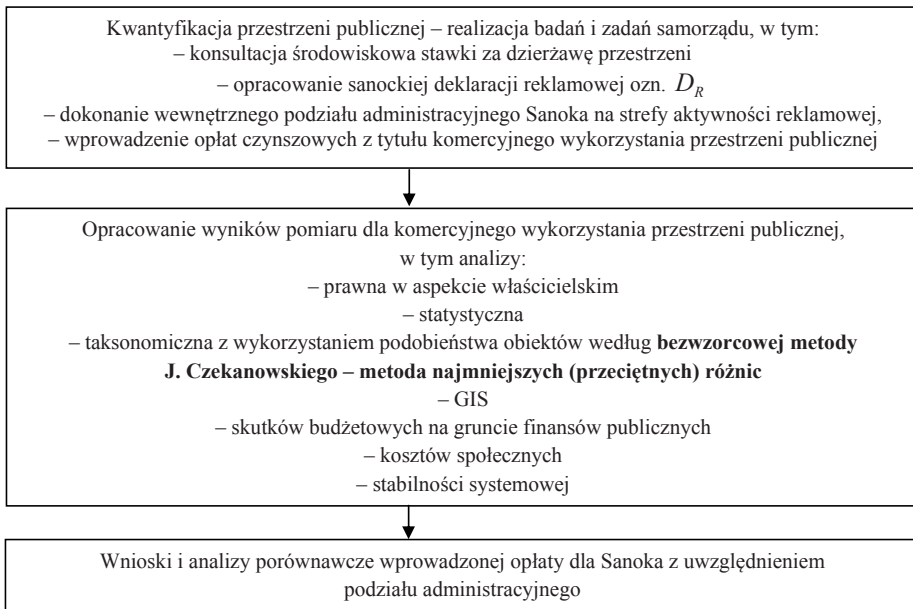 Kwantyfikacja przestrzeni publicznej – realizacja badań i zadań samorządu, w tym:
– konsultacja środowiskowa stawki za dzierżawę przestrzeni
– opracowanie sanockiej deklaracji reklamowej ozn. D_R
– dokonanie wewnętrznego podziału administracyjnego Sanoka na strefy aktywności reklamowej,
– wprowadzenie opłat czynszowych z tytułu komercyjnego wykorzystania przestrzeni publicznej
Opracowanie wyników pomiaru dla komercyjnego wykorzystania przestrzeni publicznej,
w tym analizy:
– prawna w aspekcie właścicielskim
– statystyczna
– taksonomiczna z wykorzystaniem podobieństwa obiektów według bezwzorcowej metody
J. Czekanowskiego – metoda najmniejszych (przeciętnych) różnic
– GIS
– skutków budżetowych na gruncie finansów publicznych
– kosztów społecznych
– stabilności systemowej
Wnioski i analizy porównawcze wprowadzonej opłaty dla Sanoka z uwzględnieniem
podziału administracyjnego